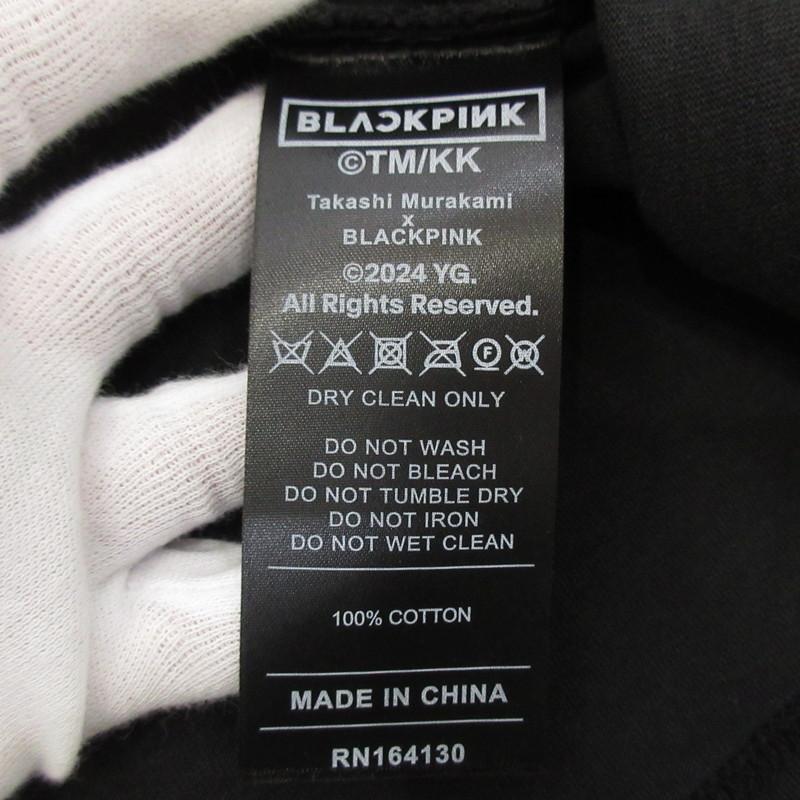 BLACKPINK
©TM/KK
Takashi Murakami
x
BLACKPINK
©2024 YG.
All Rights Reserved.
F W
DRY CLEAN ONLY
DO NOT WASH
DO NOT BLEACH
DO NOT TUMBLE DRY
DO NOT IRON
DO NOT WET CLEAN
100% COTTON
MADE IN CHINA
RN164130